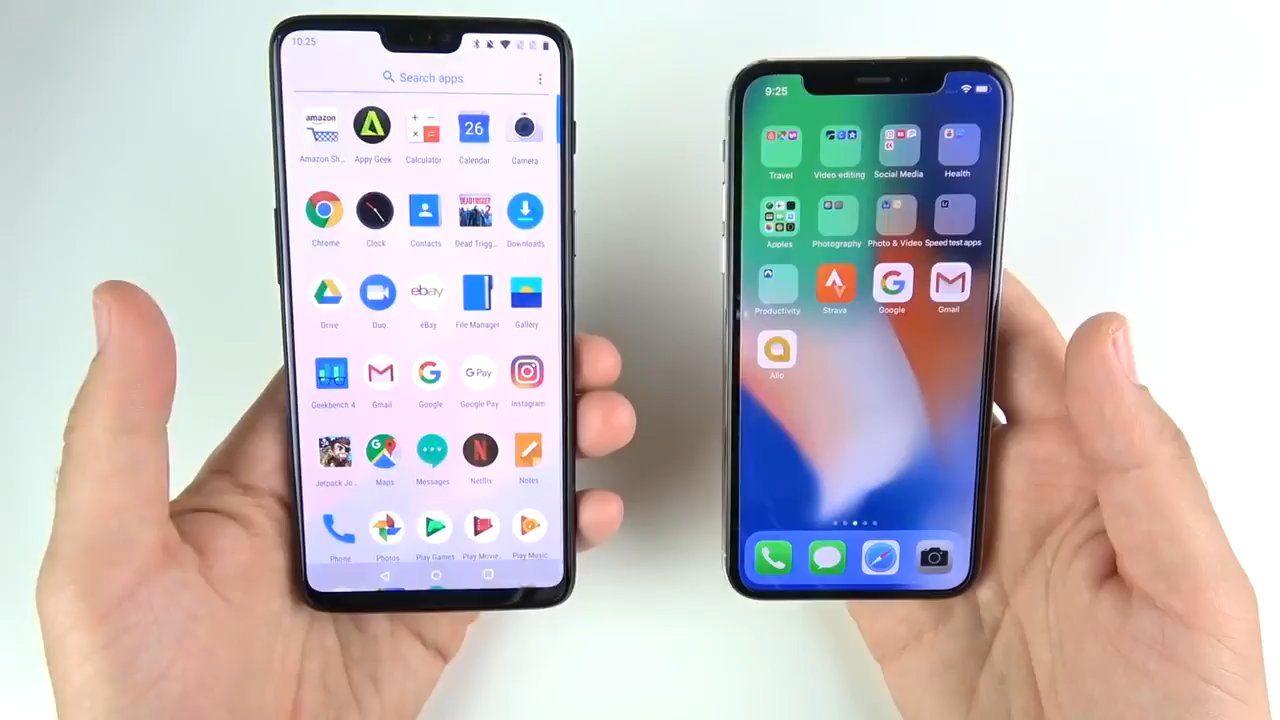 10:25
Search apps
amazon
26
Amazon Sh...
Appy Geek
Calculator
Calendar
Camera
DEAD TRIGGER
Chrome
Clock
Contacts
Dead Trigg...
Downloads
ebay
Drive
Duo
eBay
File Manager
Gallery
G Pay
Geekbench 4
Gmail
Google
Google Pay
Instagram
Jetpack Jo...
Maps
Messages
Netflix
Notes
Phone
Photos
Play Games
Play Movie...
Play Music
9:25
Travel
Video editing
Social Media
Health
Apples
Photography
Photo & Video
Speed test apps
Productivity
Strava
Google
Gmail
Allo